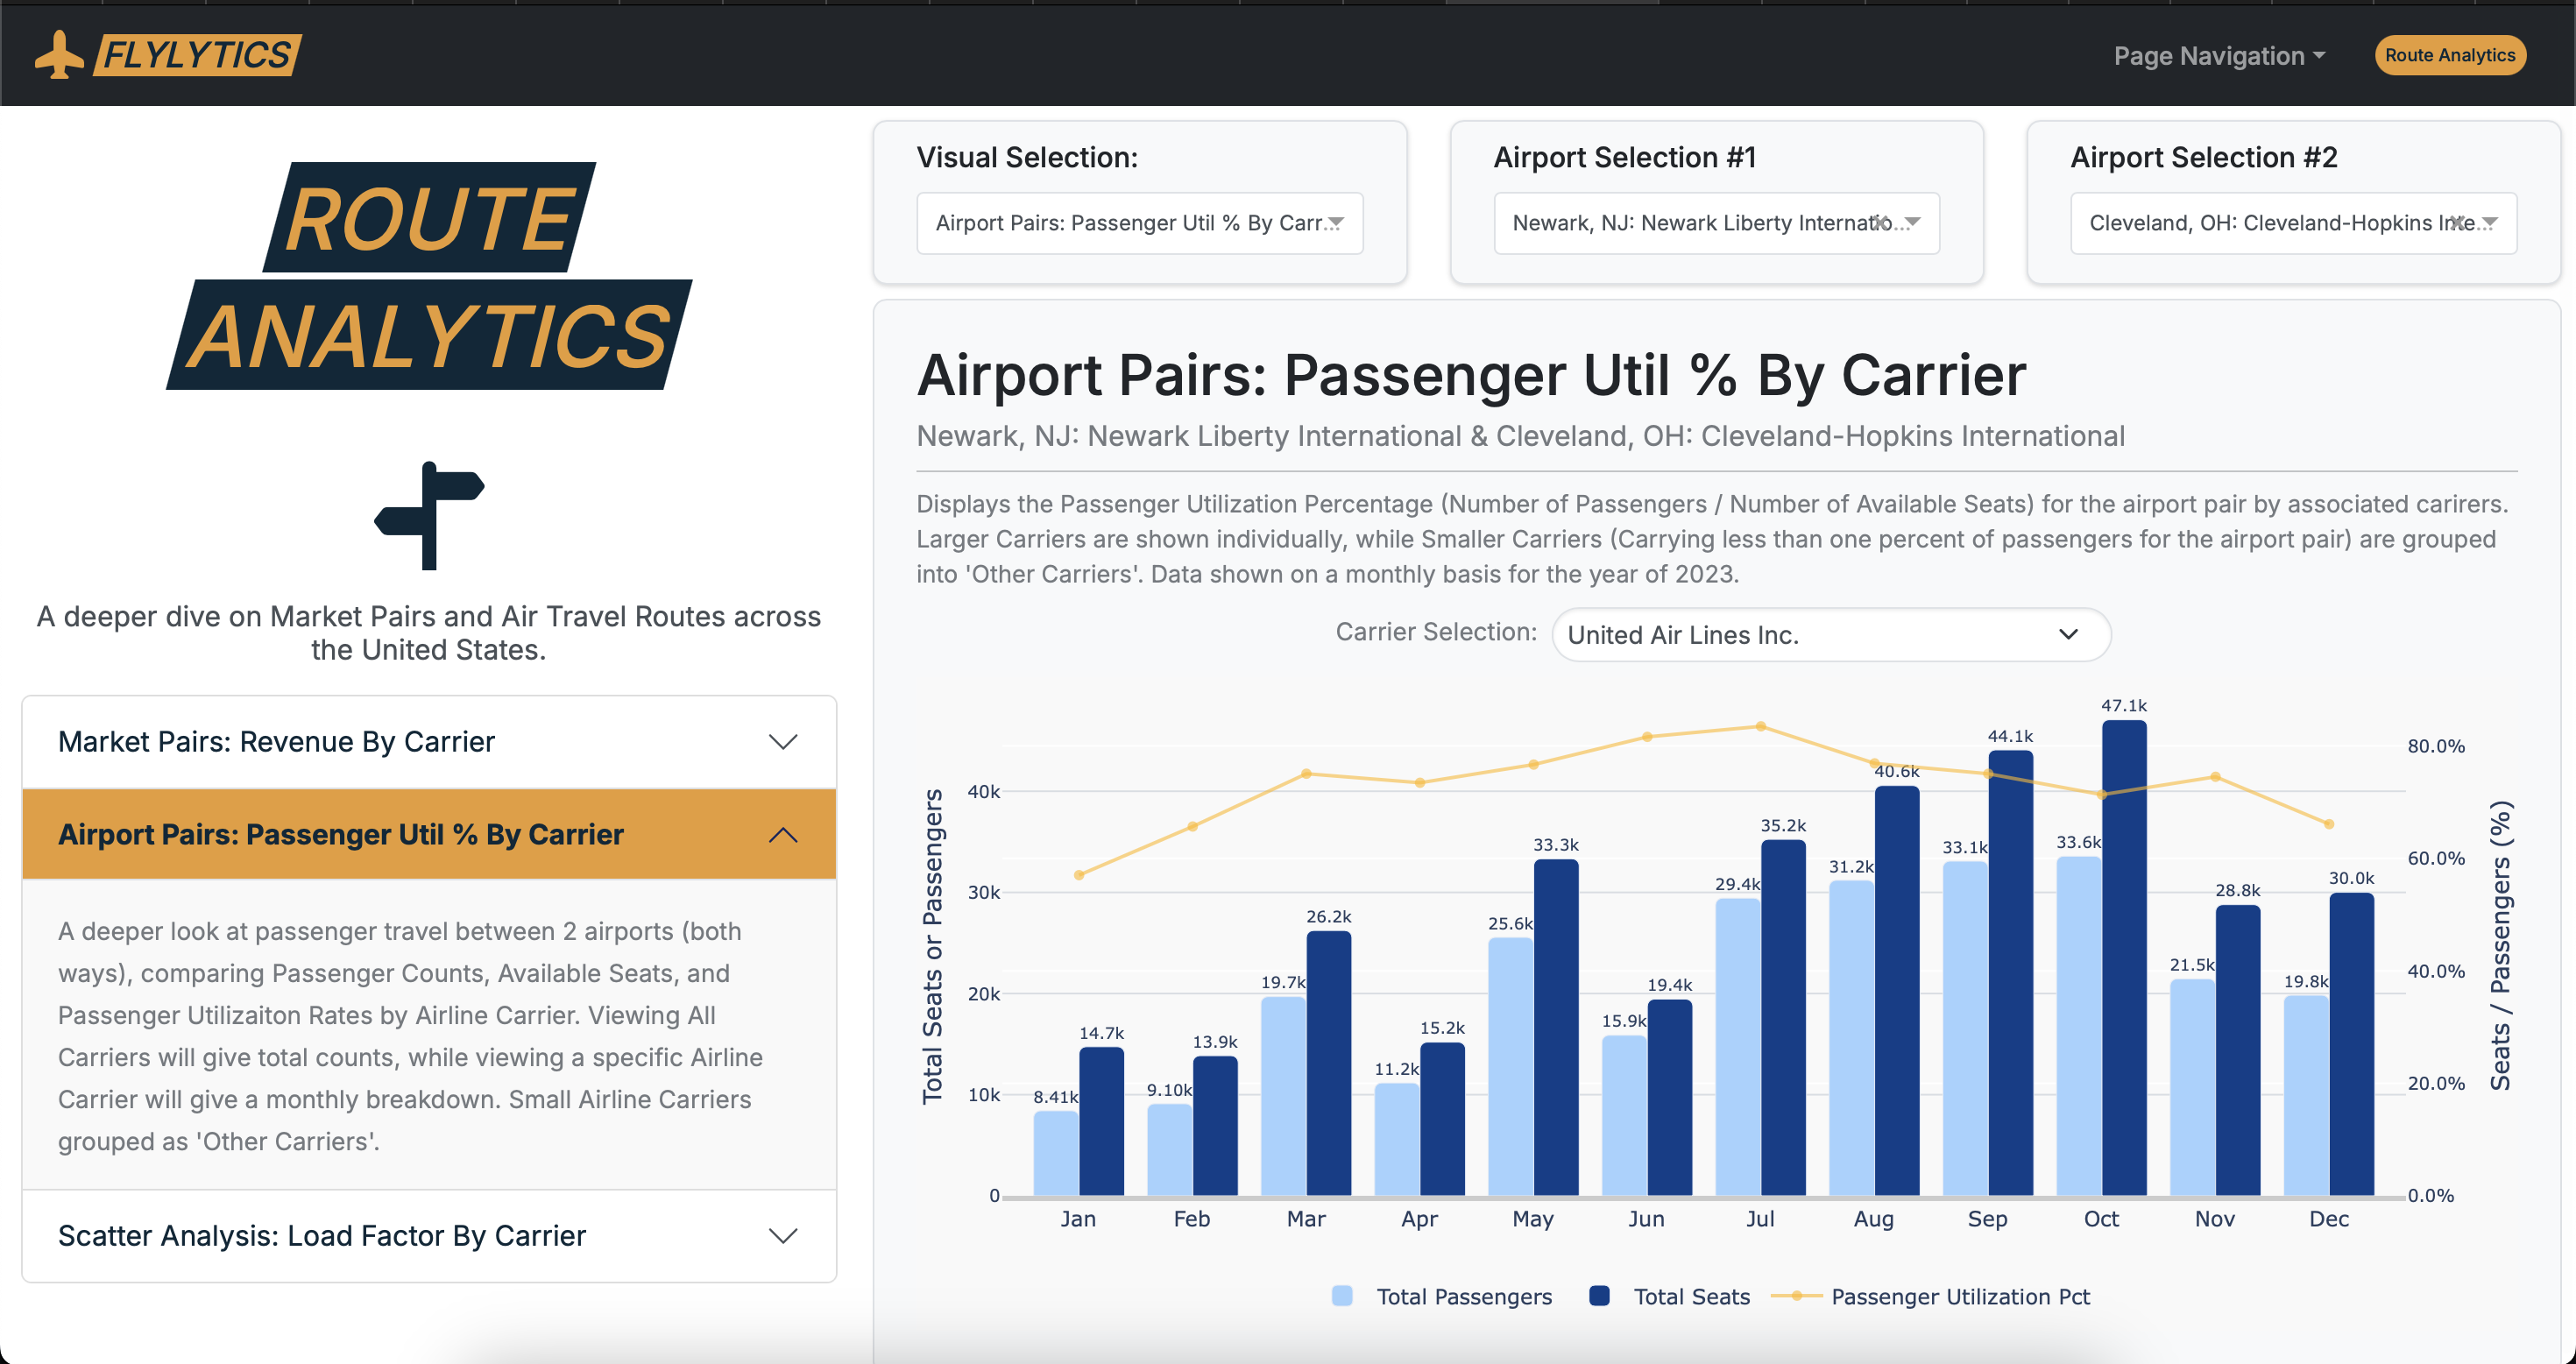 FLYLYTICS
Page Navigation
Route Analytics
ROUTE
ANALYTICS
A deeper dive on Market Pairs and Air Travel Routes across
the United States.
Market Pairs: Revenue By Carrier
Airport Pairs: Passenger Util % By Carrier
A deeper look at passenger travel between 2 airports (both
ways), comparing Passenger Counts, Available Seats, and
Passenger Utilizaiton Rates by Airline Carrier. Viewing All
Carriers will give total counts, while viewing a specific Airline
Carrier will give a monthly breakdown. Small Airline Carriers
grouped as 'Other Carriers'.
Scatter Analysis: Load Factor By Carrier
Visual Selection:
Airport Pairs: Passenger Util % By Carr...
Airport Selection #1
Newark, NJ: Newark Liberty Internatio...
Airport Selection #2
Cleveland, OH: Cleveland-Hopkins Inte...
Airport Pairs: Passenger Util % By Carrier
Newark, NJ: Newark Liberty International & Cleveland, OH: Cleveland-Hopkins International
Displays the Passenger Utilization Percentage (Number of Passengers / Number of Available Seats) for the airport pair by associated carirers.
Larger Carriers are shown individually, while Smaller Carriers (Carrying less than one percent of passengers for the airport pair) are grouped
into 'Other Carriers'. Data shown on a monthly basis for the year of 2023.
Carrier Selection: United Air Lines Inc.
Total Seats or Passengers
40k
30k
20k
10k
0
8.41k 14.7k
9.10k 13.9k
19.7k 26.2k
11.2k 15.2k
25.6k 33.3k
15.9k 19.4k
29.4k 35.2k
31.2k 40.6k
33.1k 44.1k
33.6k 47.1k
21.5k 28.8k
19.8k 30.0k
80.0%
60.0%
40.0%
20.0%
0.0%
Seats / Passengers (%)
Jan Feb Mar Apr May Jun Jul Aug Sep Oct Nov Dec
Total Passengers Total Seats Passenger Utilization Pct